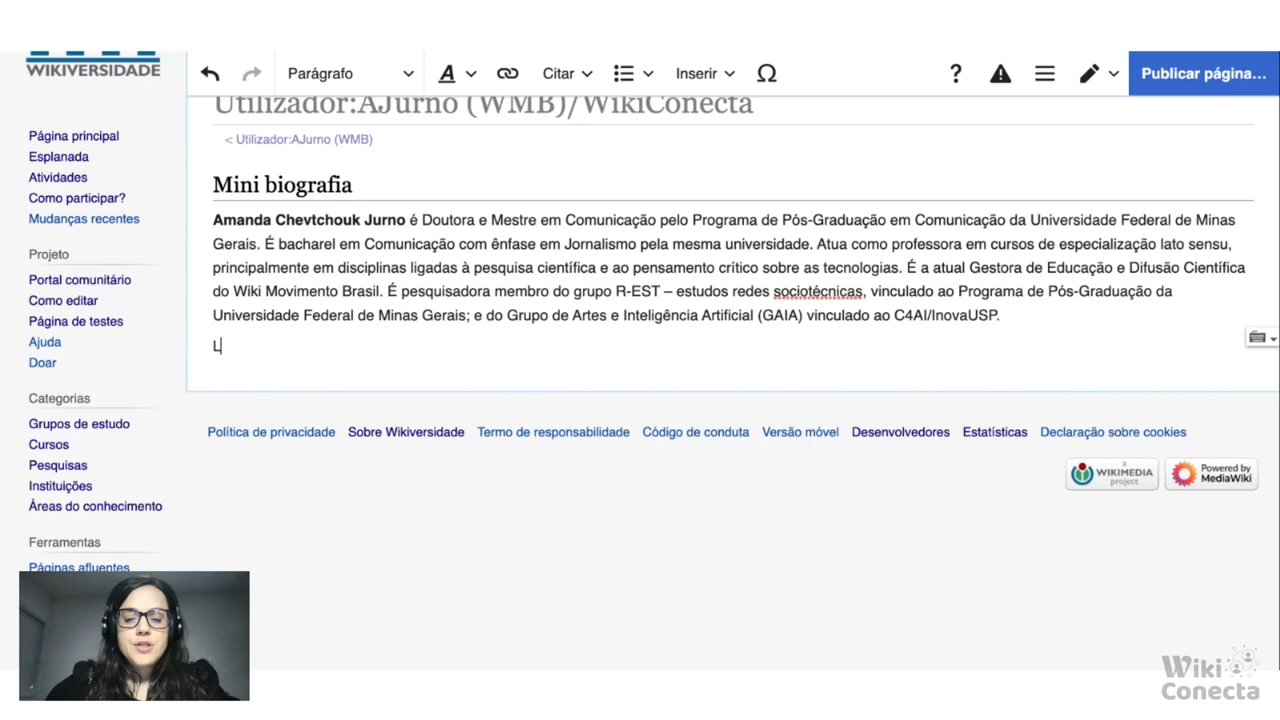 WIKIVERSIDADE
Parágrafo
A
Citar
Inserir
Ω
?
Publicar página...
Utilizador:AJurno (WMB)/WikiConecta
< Utilizador:AJurno (WMB)
Mini biografia
Amanda Chevtchouk Jurno é Doutora e Mestre em Comunicação pelo Programa de Pós-Graduação em Comunicação da Universidade Federal de Minas
Gerais. É bacharel em Comunicação com ênfase em Jornalismo pela mesma universidade. Atua como professora em cursos de especialização lato sensu,
principalmente em disciplinas ligadas à pesquisa científica e ao pensamento crítico sobre as tecnologias. É a atual Gestora de Educação e Difusão Científica
do Wiki Movimento Brasil. É pesquisadora membro do grupo R-EST – estudos redes sociotécnicas, vinculado ao Programa de Pós-Graduação da
Universidade Federal de Minas Gerais; e do Grupo de Artes e Inteligência Artificial (GAIA) vinculado ao C4AI/InovaUSP.
L
Página principal
Esplanada
Atividades
Como participar?
Mudanças recentes
Projeto
Portal comunitário
Como editar
Página de testes
Ajuda
Doar
Categorias
Grupos de estudo
Cursos
Pesquisas
Instituições
Áreas do conhecimento
Ferramentas
Páginas afluentes
Política de privacidade
Sobre Wikiversidade
Termo de responsabilidade
Código de conduta
Versão móvel
Desenvolvedores
Estatísticas
Declaração sobre cookies
a
WIKIMEDIA
project
Powered by
MediaWiki
Wiki
Conecta